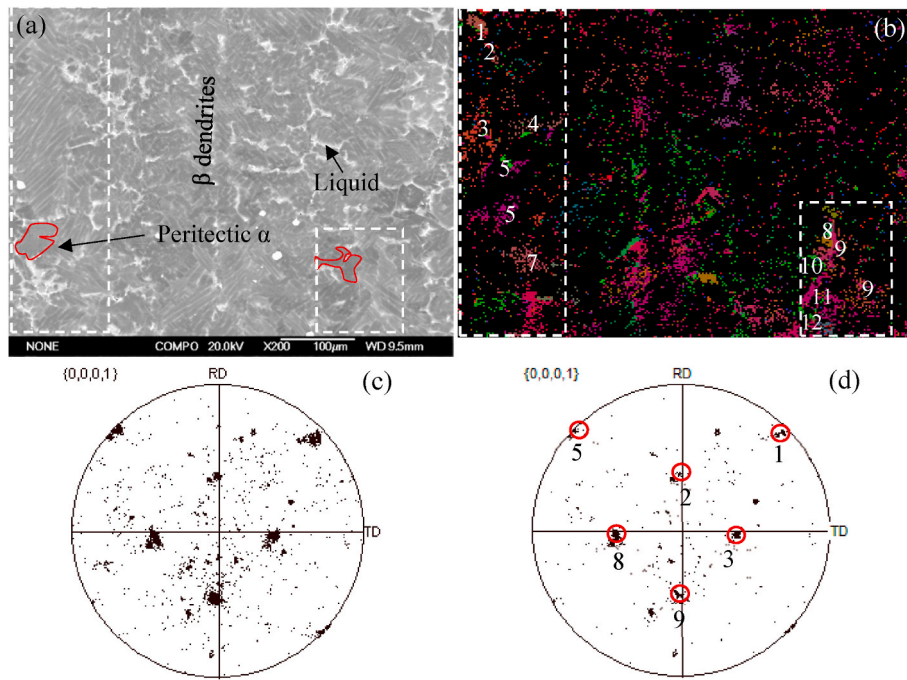 (a)
β dendrites
Liquid
Peritectic α
NONE COMPO 20.0kV X200 100μm WD 9.5mm
(b)
1
2
3
4
5
5
7
8
9
10
9
11
12
{0,0,0,1}
RD
(c)
TD
{0,0,0,1}
RD
(d)
5
1
2
TD
8
3
9